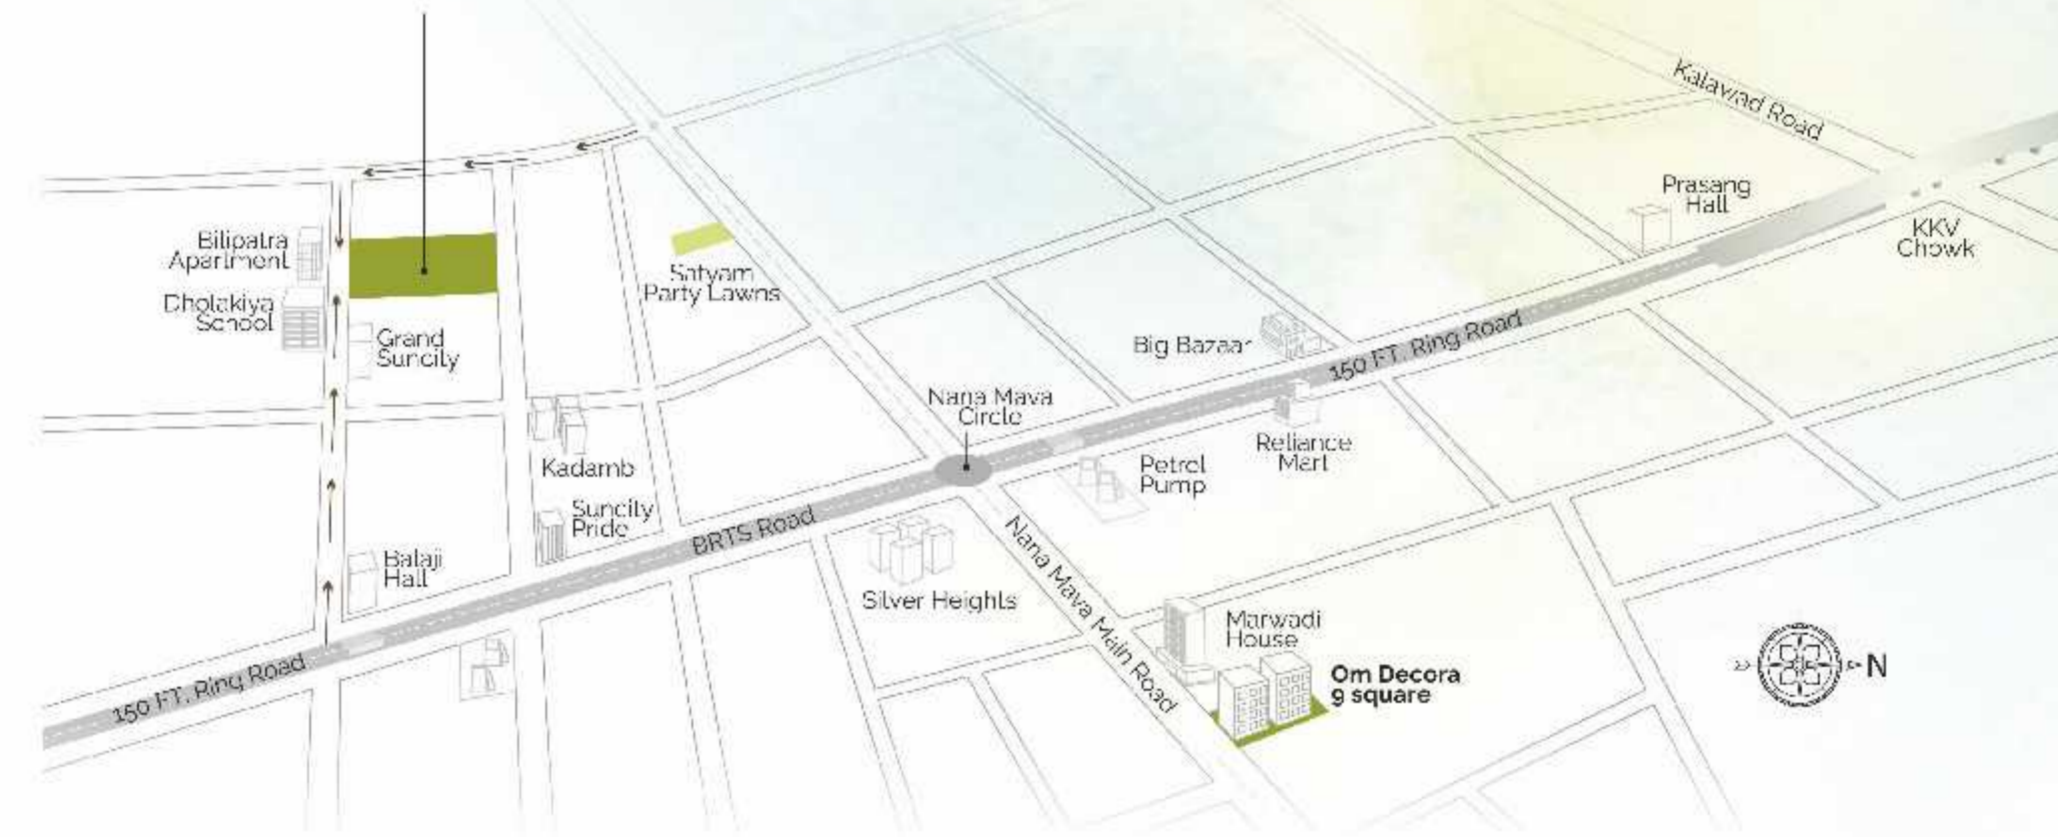 Kalawad Road
Prasang
Hall
KKV
Chowk
Bilipatra
Apartment
Dholakiya
School
Grand
Suncity
Satyam
Party Lawns
Big Bazaar
150 FT. Ring Road
Nana Mava
Circle
Reliance
Mart
Petrol
Pump
Kadamb
Suncity
Pride
BRTS Road
Balaji
Hall
Silver Heights
Nana Mava Main Road
Marwadi
House
Om Decora
9 square
150 FT. Ring Road
N